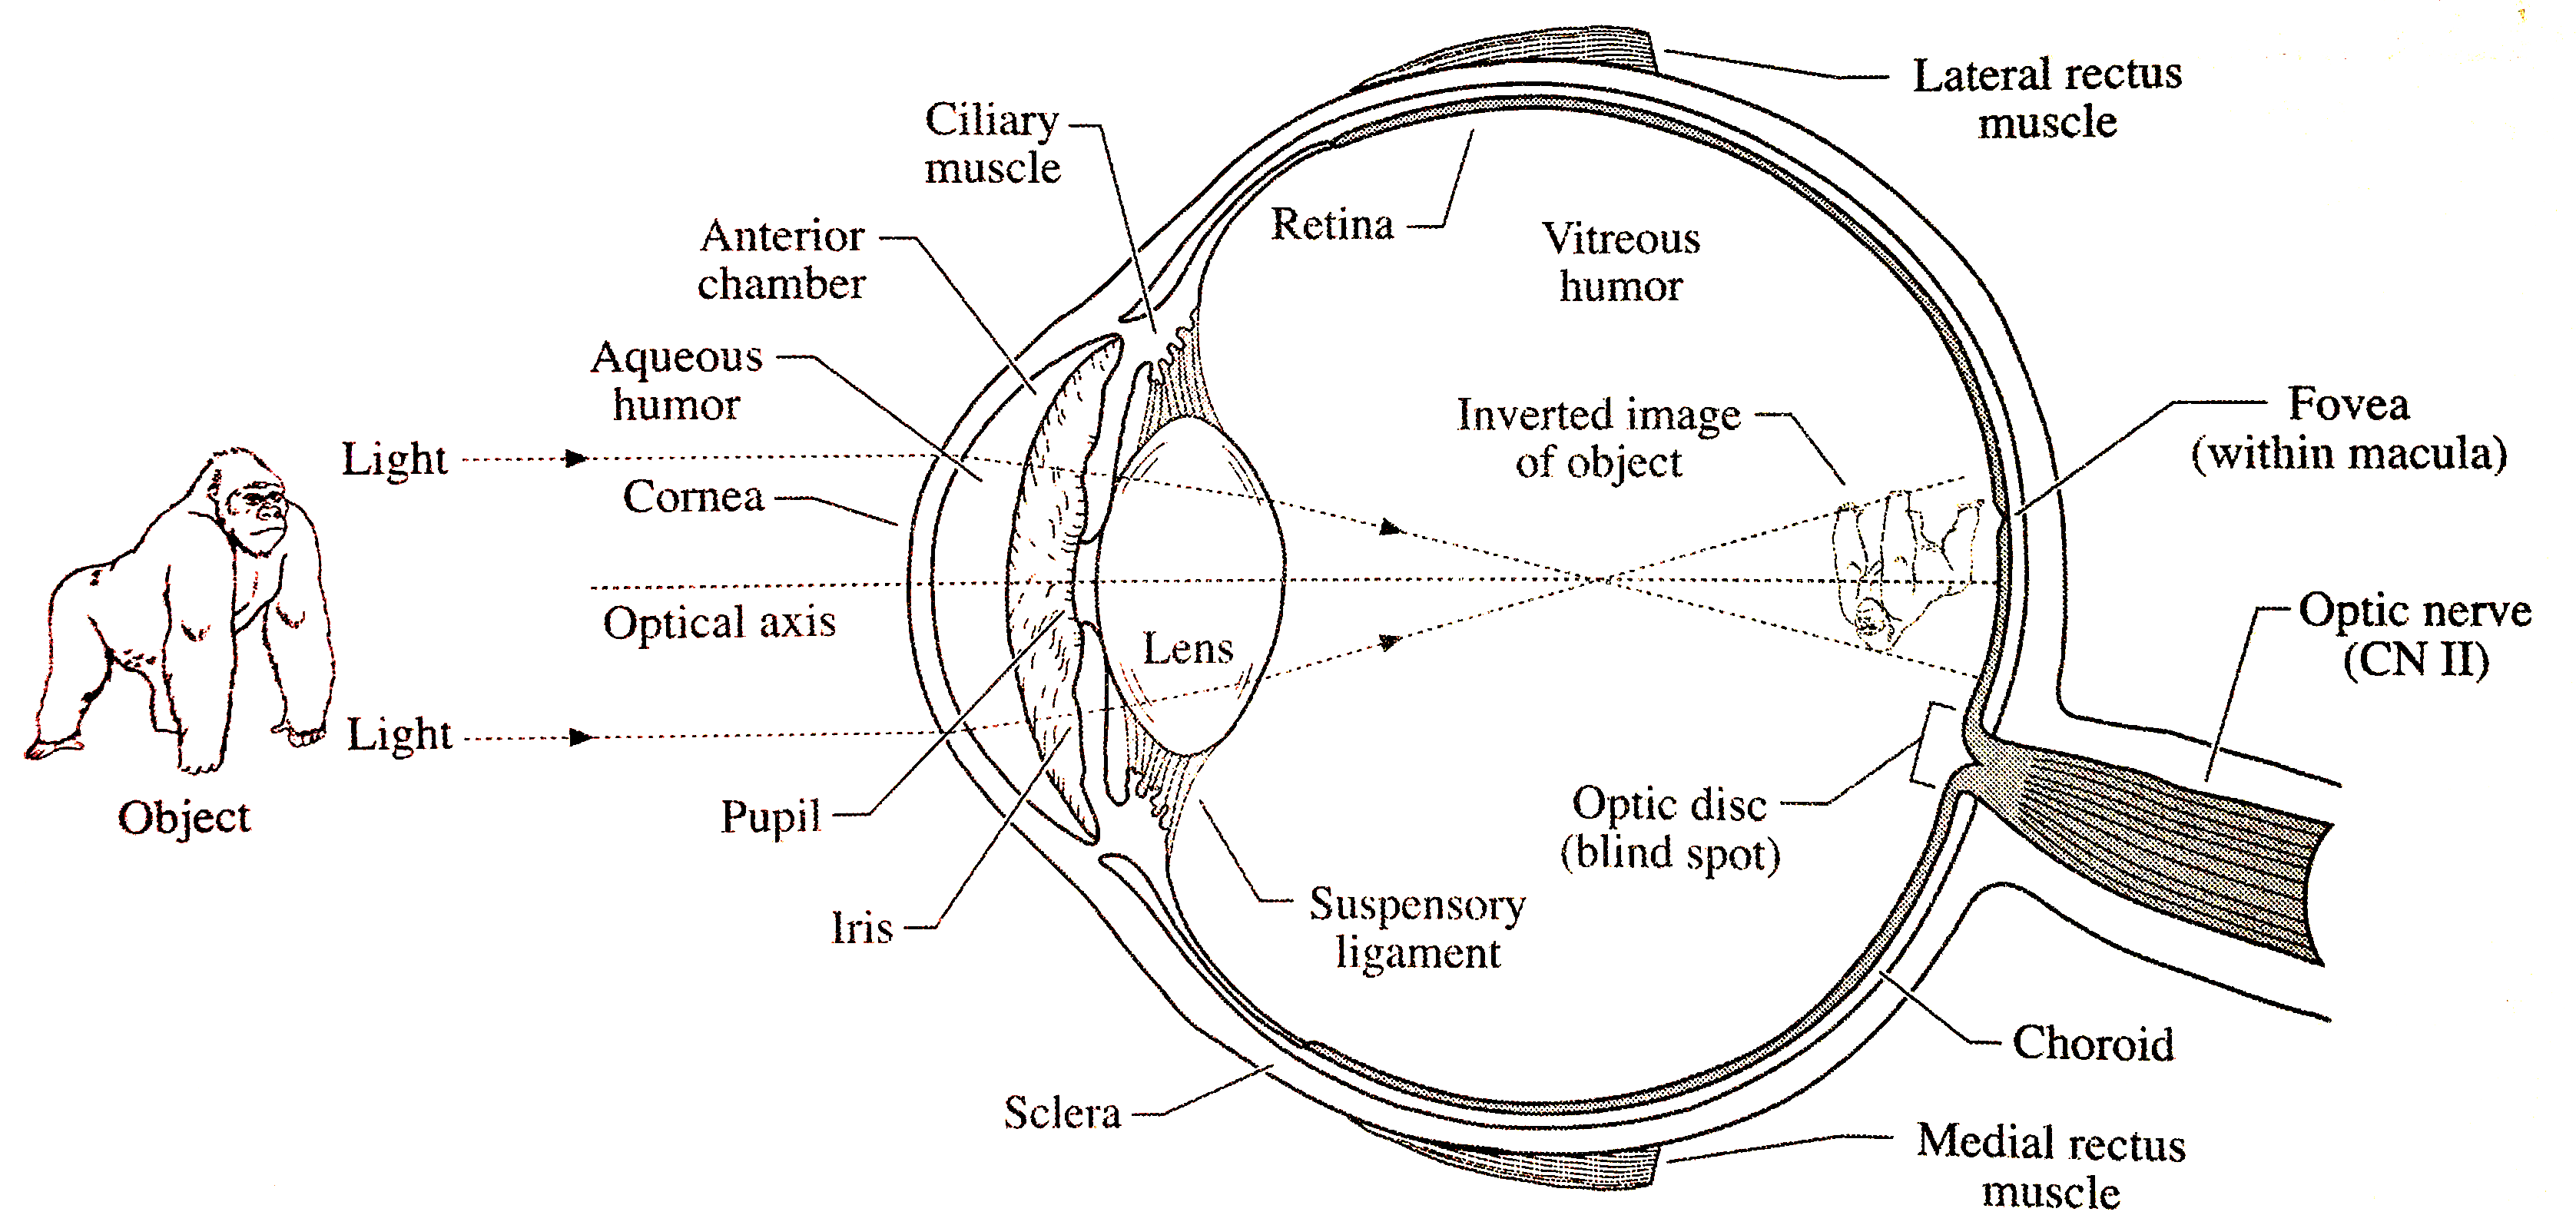 Lateral rectus
muscle
Ciliary
muscle
Anterior
chamber
Retina
Vitreous
humor
Aqueous
humor
Inverted image
of object
Fovea
(within macula)
Light
Cornea
Optical axis
Lens
Optic nerve
(CN II)
Light
Object
Pupil
Optic disc
(blind spot)
Iris
Suspensory
ligament
Choroid
Sclera
Medial rectus
muscle